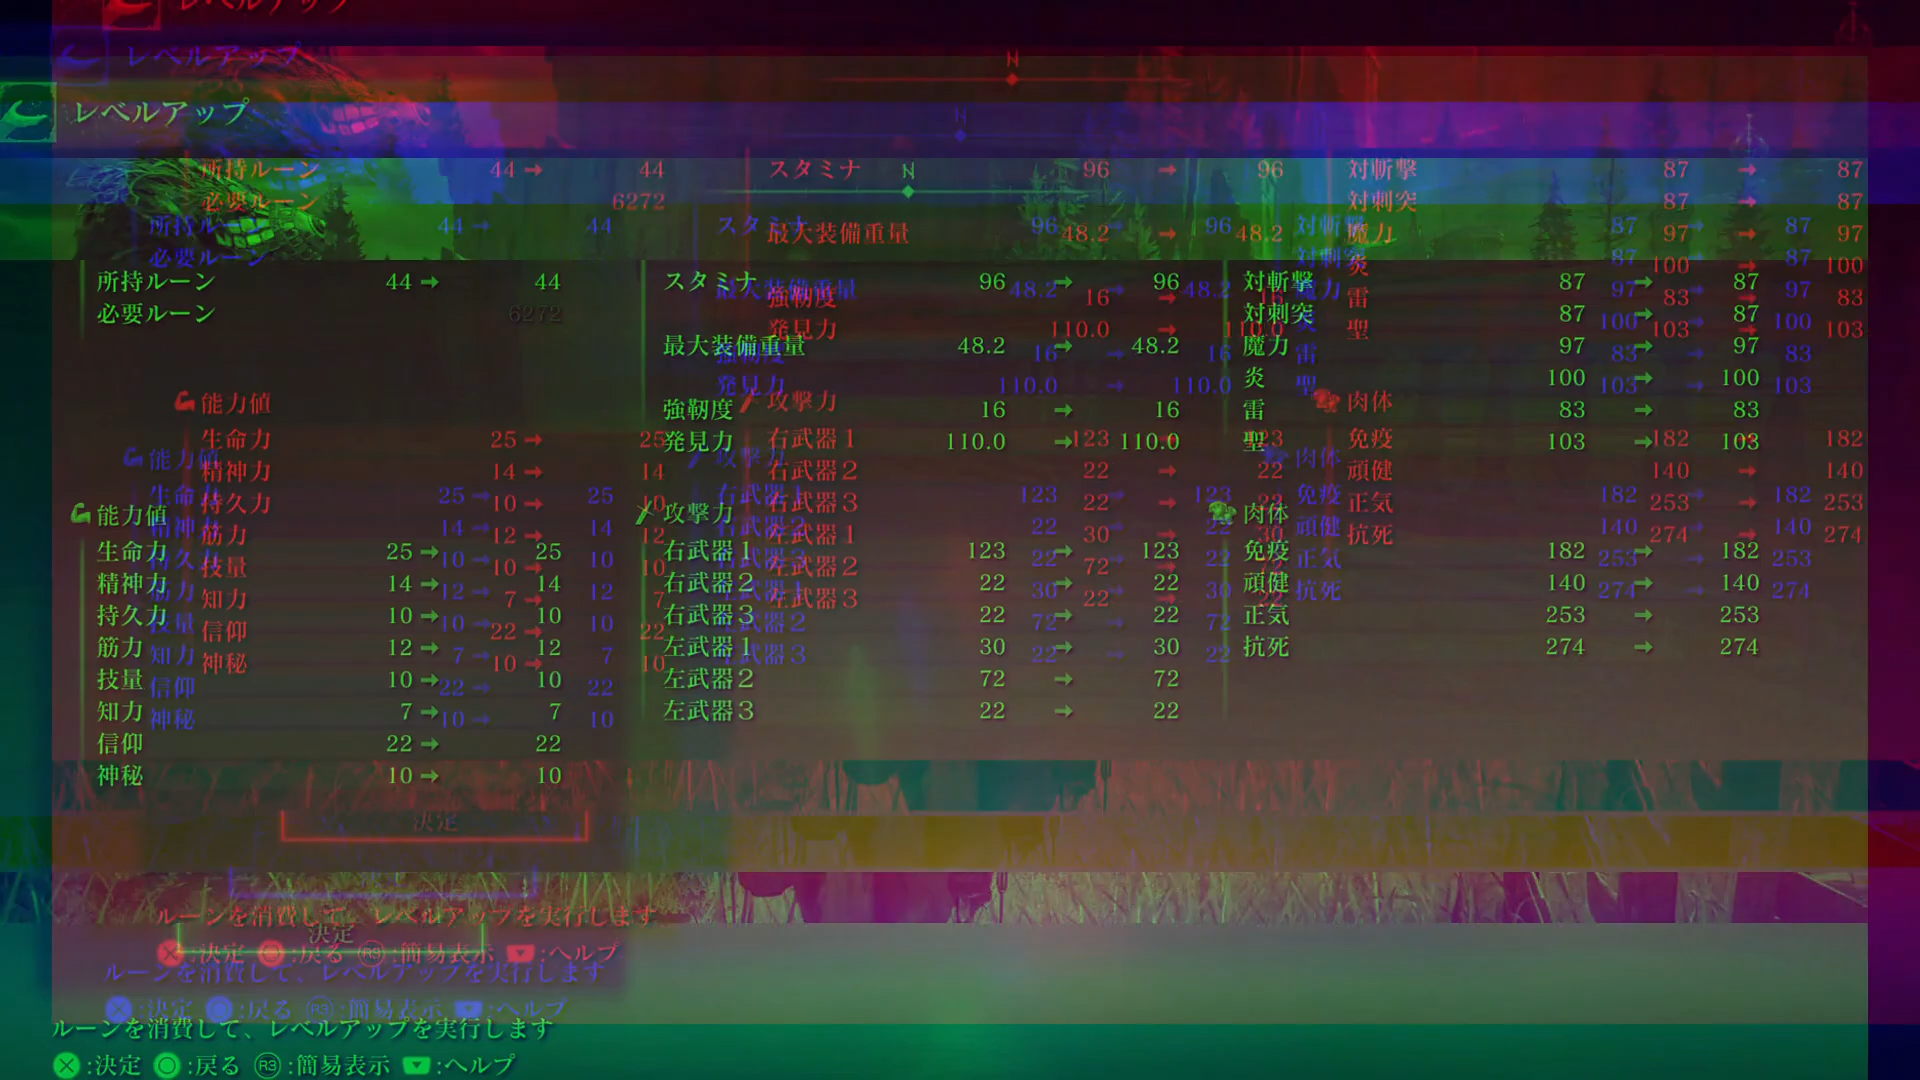 レベルアップ
所持ルーン 44 → 44
必要ルーン 6272
能力値
生命力 25 → 25
精神力 14 → 14
持久力 10 → 10
筋力 12 → 12
技量 10 → 10
知力 7 → 7
信仰 22 → 22
神秘 10 → 10
決定
スタミナ 96 → 96
最大装備重量 48.2 → 48.2
強靭度 16 → 16
発見力 110.0 → 110.0
攻撃力
右武器1 123 → 123
右武器2 22 → 22
右武器3 22 → 22
左武器1 30 → 30
左武器2 72 → 72
左武器3 22 → 22
対斬撃 87 → 87
対刺突 87 → 87
魔力 97 → 97
炎 100 → 100
雷 83 → 83
聖 103 → 103
肉体
免疫 182 → 182
頑健 140 → 140
正気 253 → 253
抗死 274 → 274
N
ルーンを消費して、レベルアップを実行します
:決定 :戻る R3:簡易表示 :ヘルプ